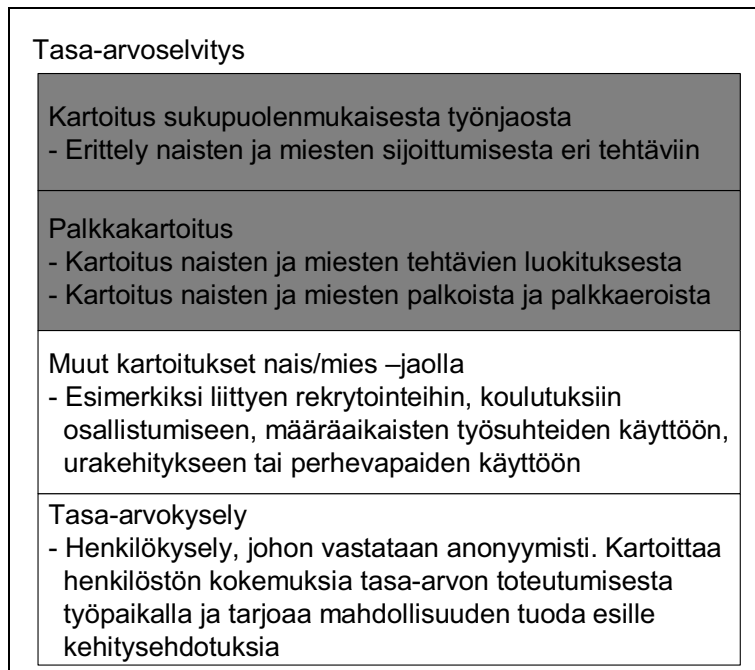 Tasa-arvoselvitys
Kartoitus sukupuolenmukaisesta työnjaosta
- Erittely naisten ja miesten sijoittumisesta eri tehtäviin
Palkkakartoitus
- Kartoitus naisten ja miesten tehtävien luokituksesta
- Kartoitus naisten ja miesten palkoista ja palkkaeroista
Muut kartoitukset nais/mies –jaolla
- Esimerkiksi liittyen rekrytointeihin, koulutuksiin
osallistumiseen, määräaikaisten työsuhteiden käyttöön,
urakehitykseen tai perhevapaiden käyttöön
Tasa-arvokysely
- Henkilökysely, johon vastataan anonyymisti. Kartoittaa
henkilöstön kokemuksia tasa-arvon toteutumisesta
työpaikalla ja tarjoaa mahdollisuuden tuoda esille
kehitysehdotuksia